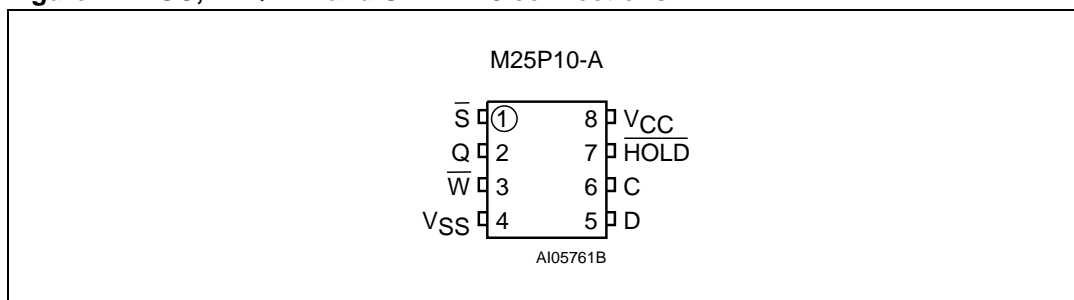 M25P10-A
S̅ 1 8 VCC
Q 2 7 H̅O̅L̅D̅
W̅ 3 6 C
VSS 4 5 D
AI05761B